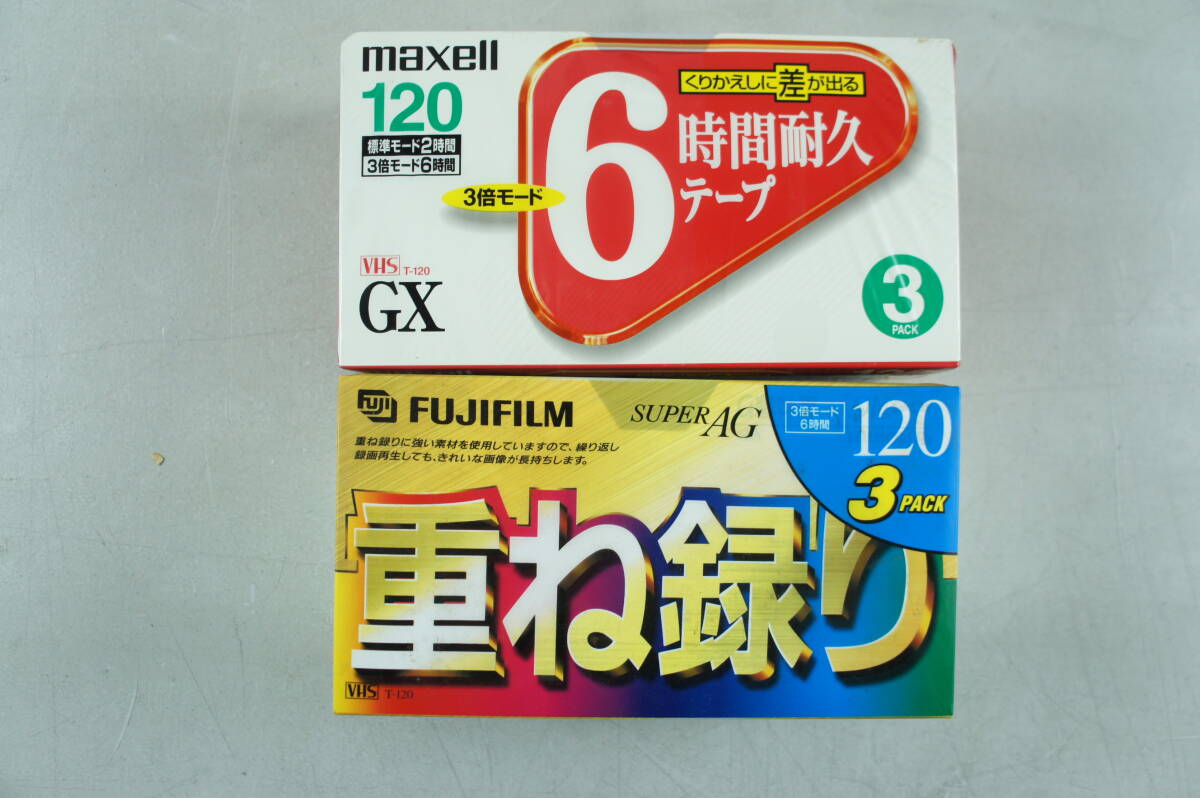 maxell
120
標準モード2時間
3倍モード6時間
くりかえしに差が出る
3倍モード
6時間耐久
テープ
VHS T-120
GX
3
PACK
FUJI FUJIFILM
SUPER AG
3倍モード
6時間
120
3 PACK
重ね録りに強い素材を使用していますので、繰り返し
録画再生しても、きれいな画像が長持ちします。
重ね録り
VHS T-120